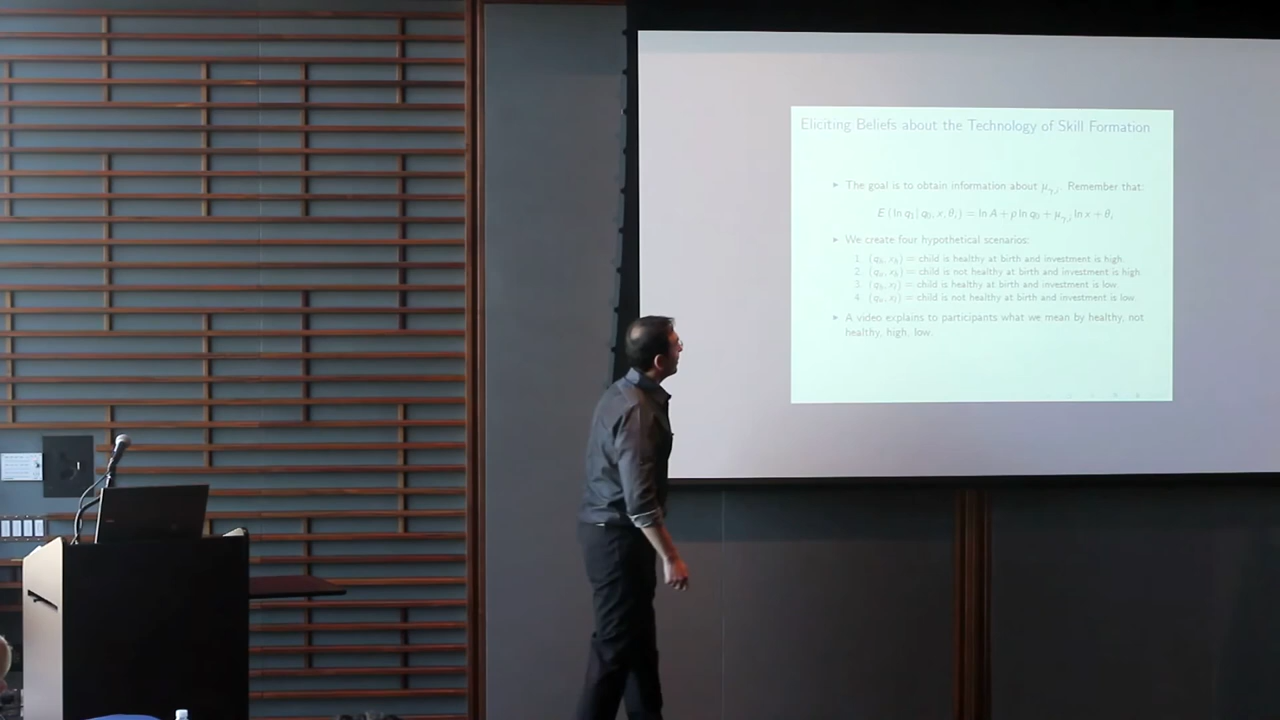 Eliciting Beliefs about the Technology of Skill Formation
▸ The goal is to obtain information about μγ,i. Remember that:
E (ln q₁| q₀, x, θᵢ) = ln A + ρ ln q₀ + μγ,i ln x + θᵢ
▸ We create four hypothetical scenarios:
1. (qₕ, xₕ) = child is healthy at birth and investment is high.
2. (qᵤ, xₕ) = child is not healthy at birth and investment is high.
3. (qₕ, xₗ) = child is healthy at birth and investment is low.
4. (qᵤ, xₗ) = child is not healthy at birth and investment is low.
▸ A video explains to participants what we mean by healthy, not
healthy, high, low.